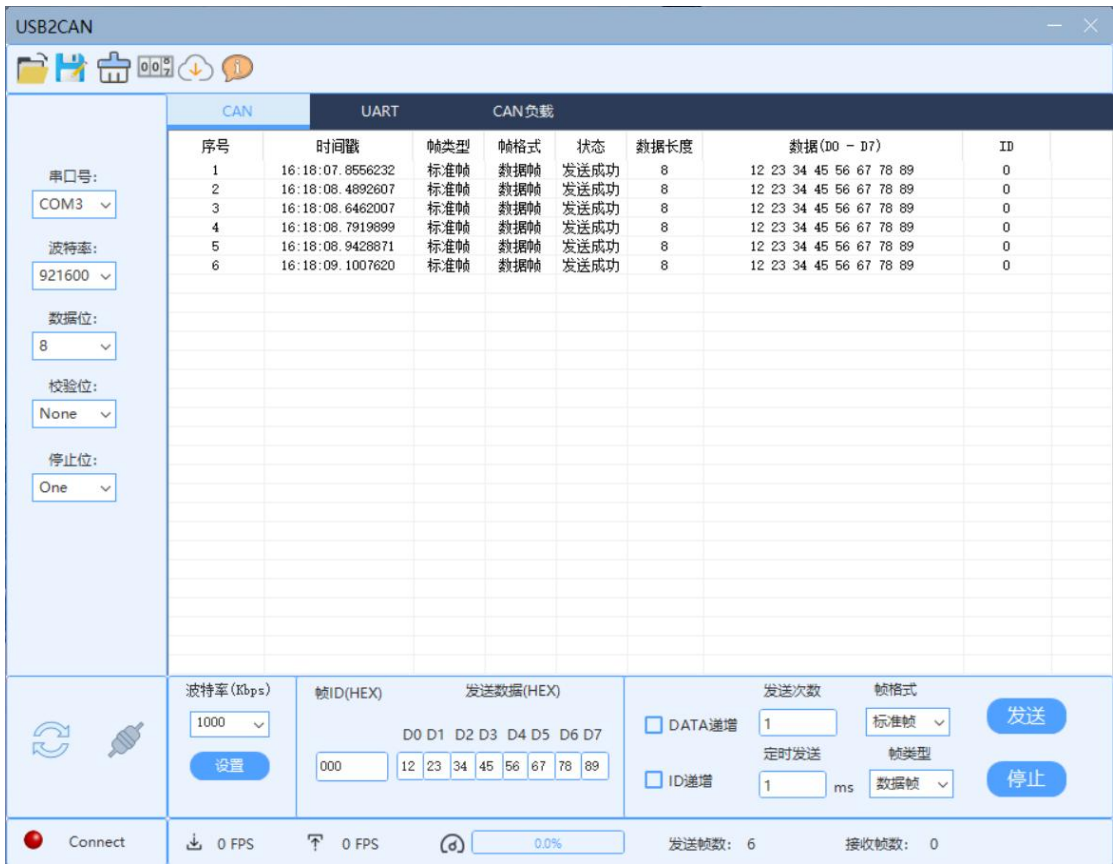 USB2CAN
CAN UART CAN负载
序号 时间戳 帧类型 帧格式 状态 数据长度 数据(D0 - D7) ID
1 16:18:07.8556232 标准帧 数据帧 发送成功 8 12 23 34 45 56 67 78 89 0
2 16:18:08.4892607 标准帧 数据帧 发送成功 8 12 23 34 45 56 67 78 89 0
3 16:18:08.6462007 标准帧 数据帧 发送成功 8 12 23 34 45 56 67 78 89 0
4 16:18:08.7919899 标准帧 数据帧 发送成功 8 12 23 34 45 56 67 78 89 0
5 16:18:08.9428871 标准帧 数据帧 发送成功 8 12 23 34 45 56 67 78 89 0
6 16:18:09.1007620 标准帧 数据帧 发送成功 8 12 23 34 45 56 67 78 89 0
串口号:
COM3
波特率:
921600
数据位:
8
校验位:
None
停止位:
One
波特率(Kbps)
1000
设置
帧ID(HEX) 发送数据(HEX)
D0 D1 D2 D3 D4 D5 D6 D7
000 12 23 34 45 56 67 78 89
发送次数 帧格式
DATA递增 1 标准帧 发送
定时发送 帧类型
ID递增 1 ms 数据帧 停止
Connect 0 FPS 0 FPS 0.0% 发送帧数: 6 接收帧数: 0